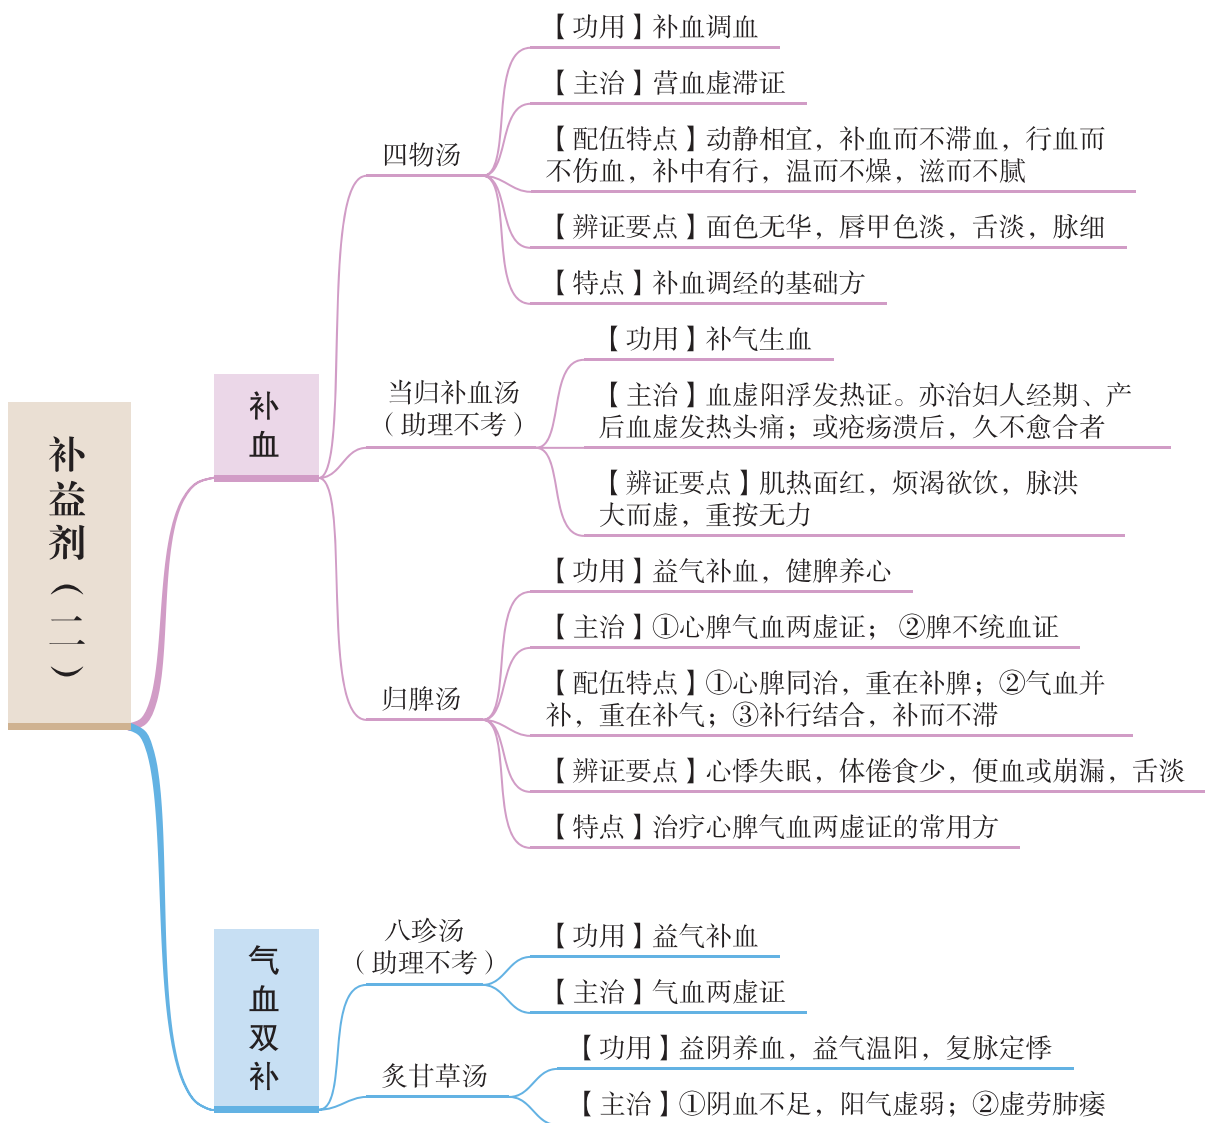 补益剂（二）
补血
四物汤
【功用】补血调血
【主治】营血虚滞证
【配伍特点】动静相宜，补血而不滞血，行血而
不伤血，补中有行，温而不燥，滋而不腻
【辨证要点】面色无华，唇甲色淡，舌淡，脉细
【特点】补血调经的基础方
当归补血汤
（助理不考）
【功用】补气生血
【主治】血虚阳浮发热证。亦治妇人经期、产
后血虚发热头痛；或疮疡溃后，久不愈合者
【辨证要点】肌热面红，烦渴欲饮，脉洪
大而虚，重按无力
归脾汤
【功用】益气补血，健脾养心
【主治】①心脾气血两虚证；②脾不统血证
【配伍特点】①心脾同治，重在补脾；②气血并
补，重在补气；③补行结合，补而不滞
【辨证要点】心悸失眠，体倦食少，便血或崩漏，舌淡
【特点】治疗心脾气血两虚证的常用方
气血双补
八珍汤
（助理不考）
【功用】益气补血
【主治】气血两虚证
炙甘草汤
【功用】益阴养血，益气温阳，复脉定悸
【主治】①阴血不足，阳气虚弱；②虚劳肺痿